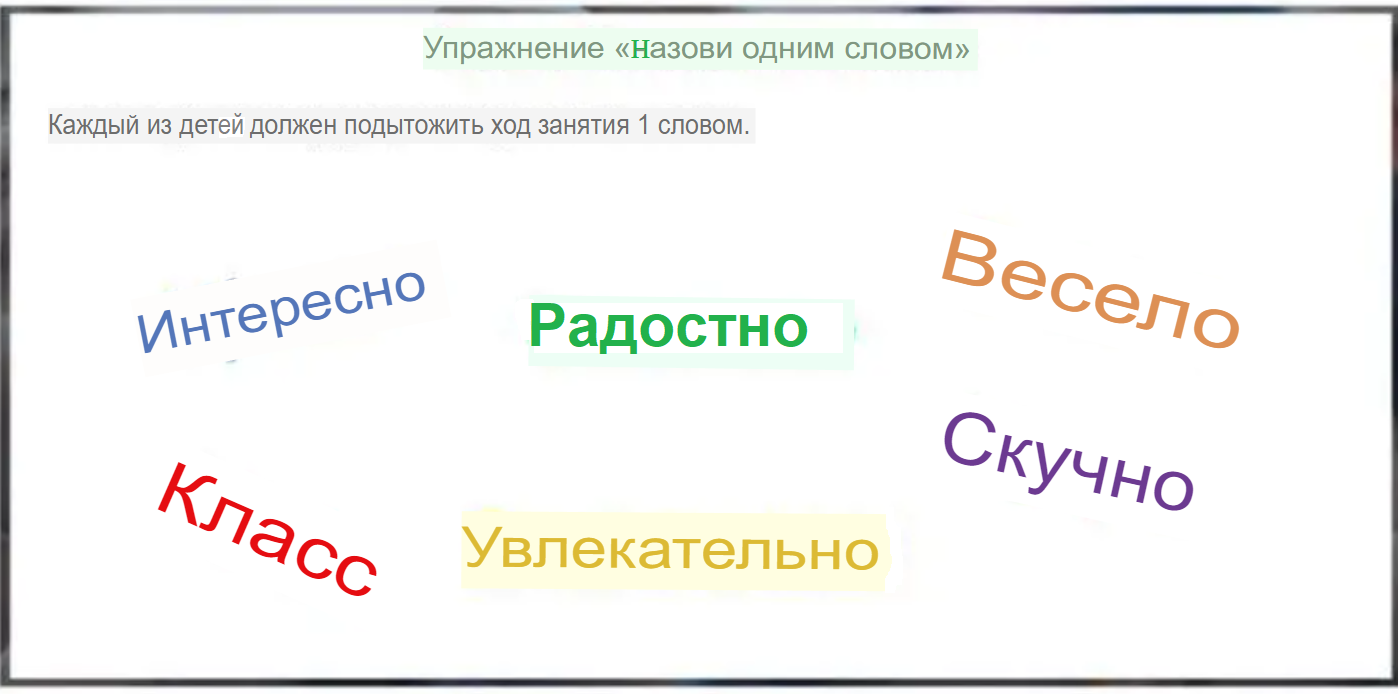 Упражнение «назови одним словом»
Каждый из детей должен подытожить ход занятия 1 словом.
Интересно
Радостно
Весело
Класс
Увлекательно
Скучно